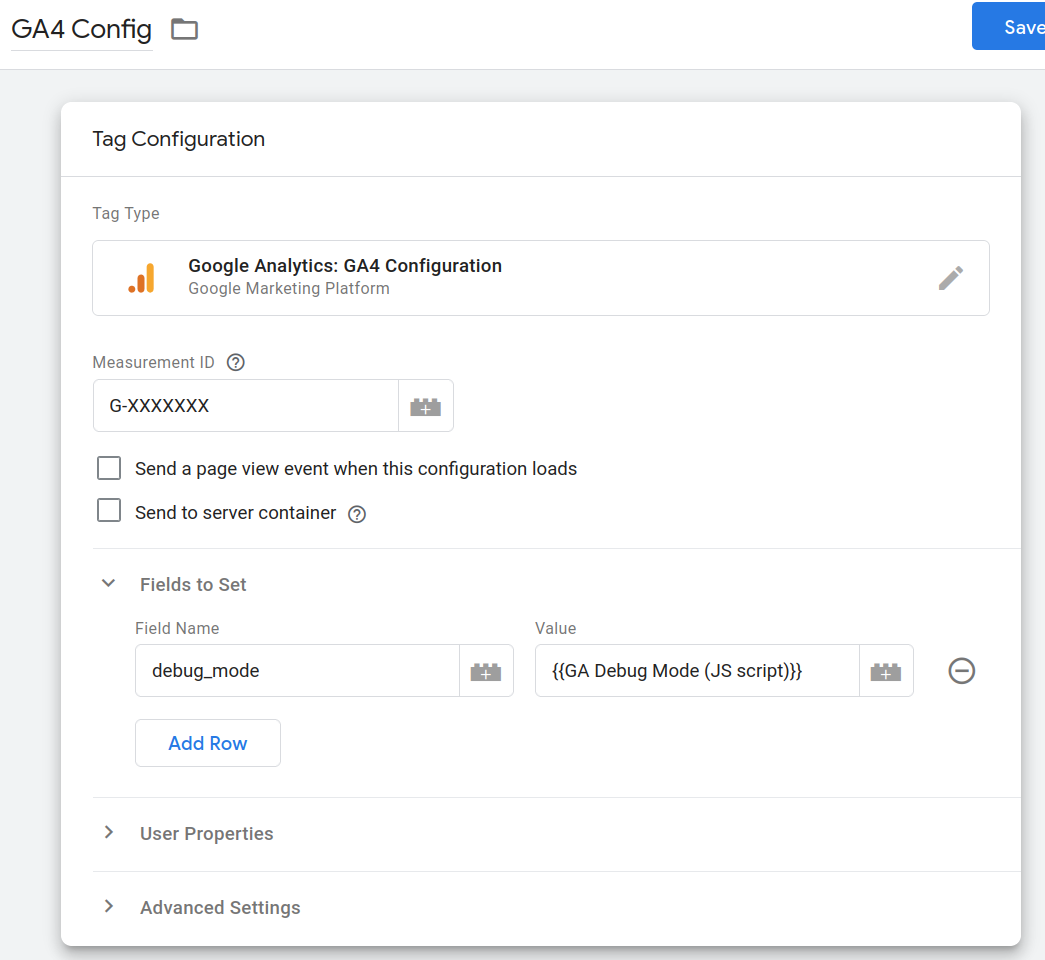 GA4 Config
Save
Tag Configuration
Tag Type
Google Analytics: GA4 Configuration
Google Marketing Platform
Measurement ID ?
G-XXXXXXX
Send a page view event when this configuration loads
Send to server container ?
Fields to Set
Field Name Value
debug_mode {{GA Debug Mode (JS script)}}
Add Row
User Properties
Advanced Settings